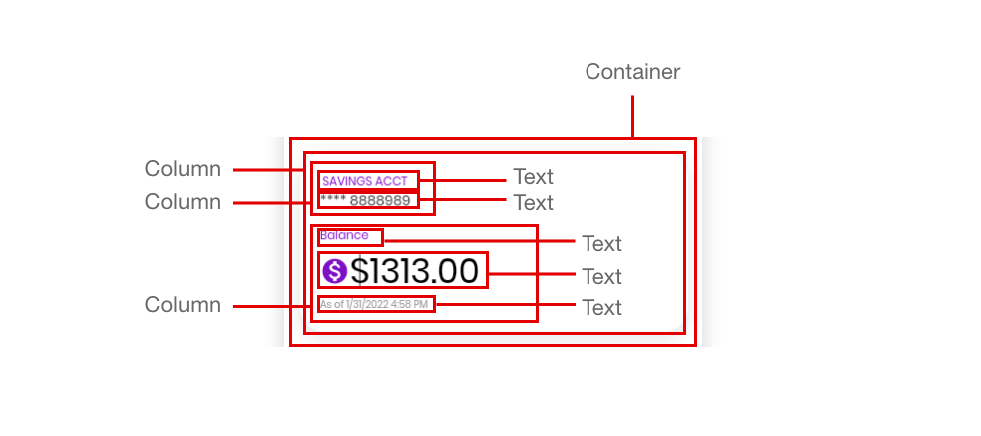 Container
Column
Column
SAVINGS ACCT
**** 8888989
Text
Text
Balance
Text
$ $1313.00
Text
Column
As of 1/31/2022 4:58 PM
Text